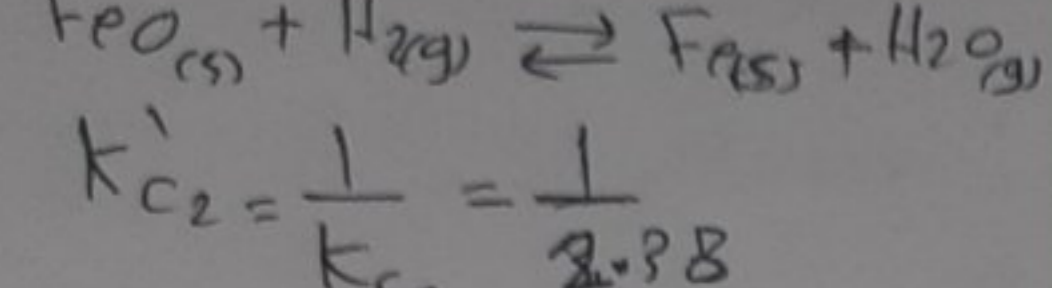 FeO(s) + H2(g) ⇄ Fe(s) + H2O(g)
K'C2 = 1/Kc = 1/2.38